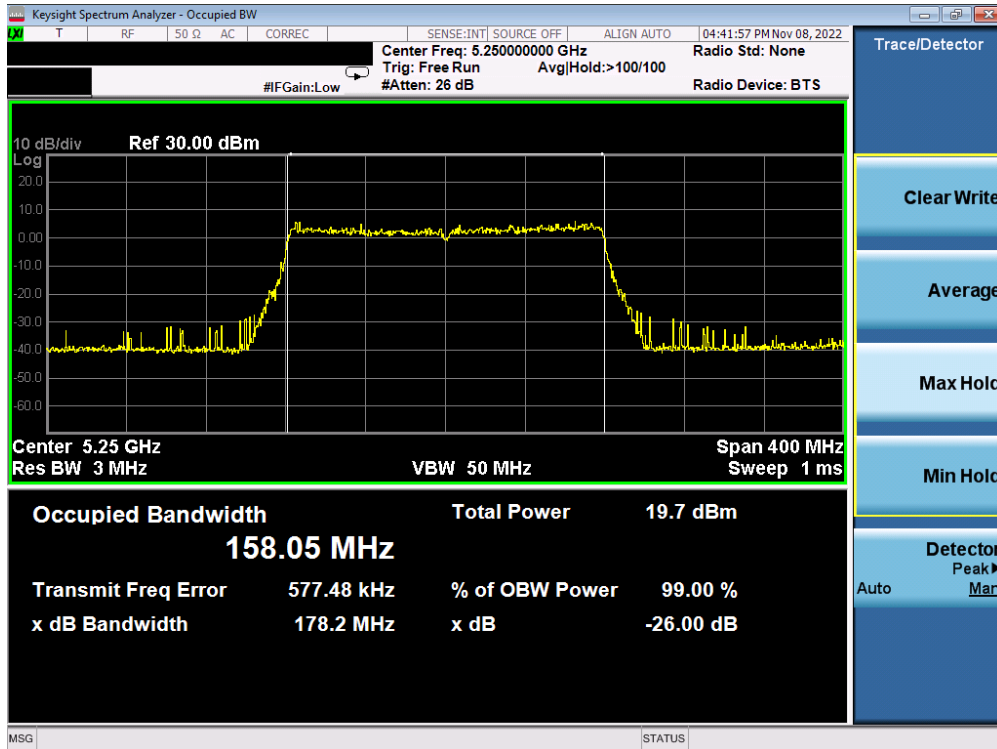 Keysight Spectrum Analyzer - Occupied BW
LXI T RF 50 Ω AC CORREC SENSE:INT SOURCE OFF ALIGN AUTO 04:41:57 PM Nov 08, 2022
Center Freq: 5.250000000 GHz Radio Std: None
Trig: Free Run Avg|Hold:>100/100
#IFGain:Low #Atten: 26 dB Radio Device: BTS
10 dB/div Ref 30.00 dBm
Log
20.0
10.0
0.00
-10.0
-20.0
-30.0
-40.0
-50.0
-60.0
Center 5.25 GHz Span 400 MHz
Res BW 3 MHz VBW 50 MHz Sweep 1 ms
Occupied Bandwidth Total Power 19.7 dBm
158.05 MHz
Transmit Freq Error 577.48 kHz % of OBW Power 99.00 %
x dB Bandwidth 178.2 MHz x dB -26.00 dB
MSG STATUS
Trace/Detector
Clear Write
Average
Max Hold
Min Hold
Detector
Peak
Auto Man